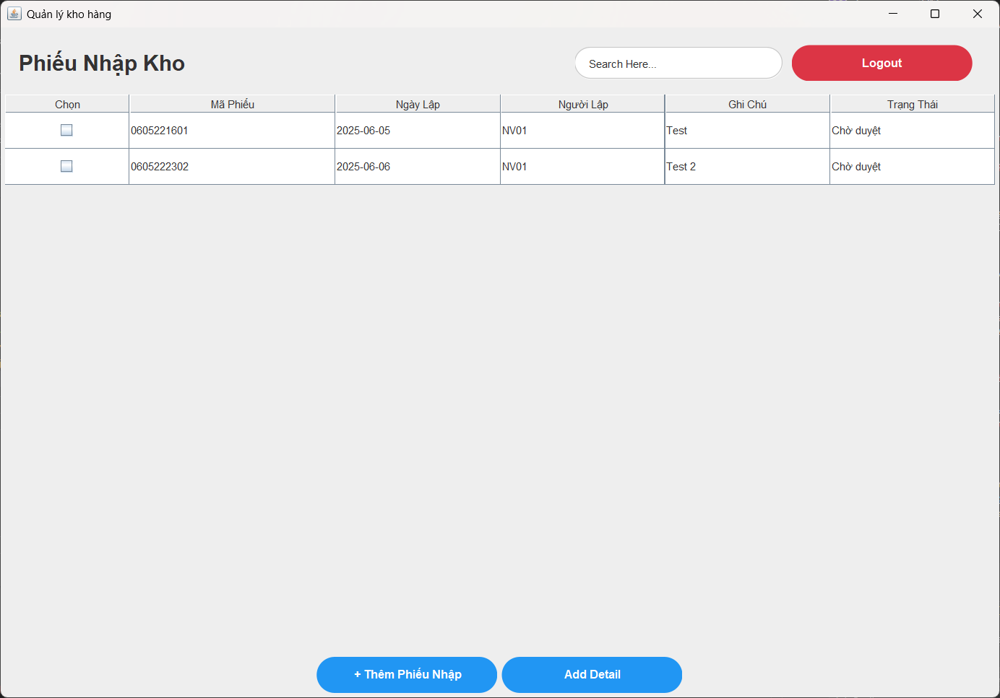 Quản lý kho hàng
Phiếu Nhập Kho
Search Here...
Logout
Chọn Mã Phiếu Ngày Lập Người Lập Ghi Chú Trạng Thái
0605221601 2025-06-05 NV01 Test Chờ duyệt
0605222302 2025-06-06 NV01 Test 2 Chờ duyệt
+ Thêm Phiếu Nhập
Add Detail